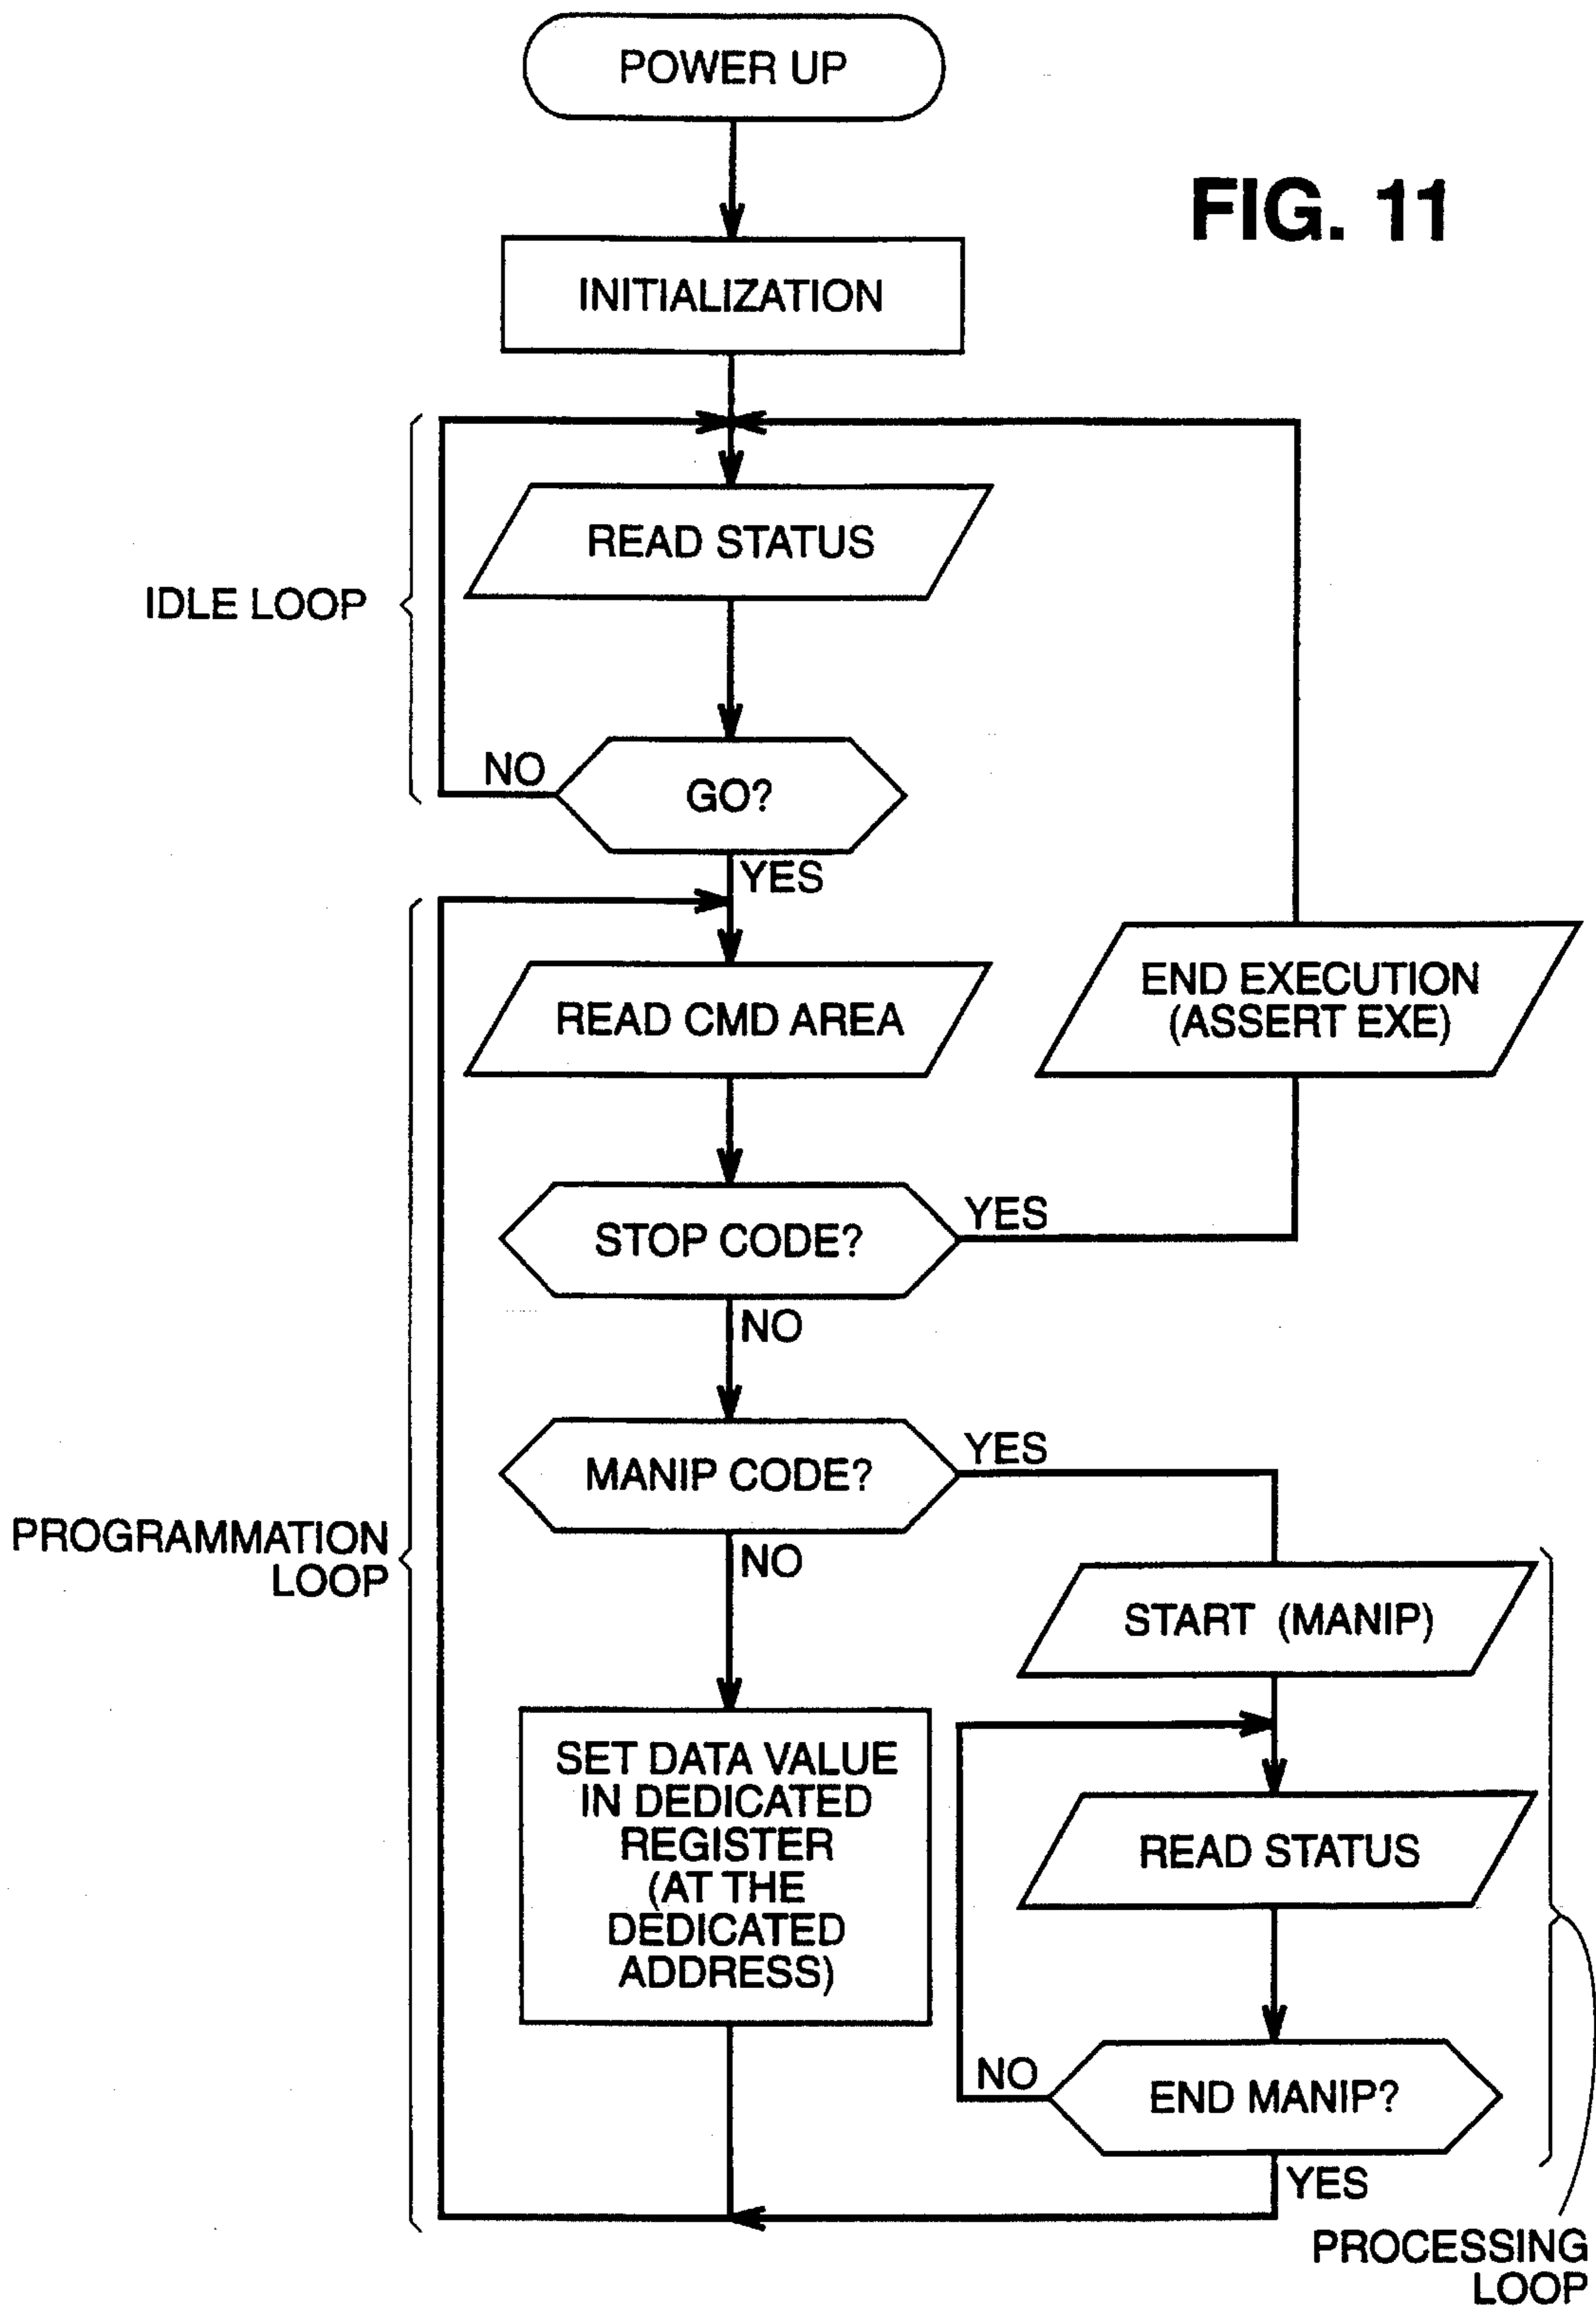 POWER UP
FIG. 11
INITIALIZATION
READ STATUS
IDLE LOOP
NO
GO?
YES
READ CMD AREA
END EXECUTION
(ASSERT EXE)
STOP CODE?
YES
NO
MANIP CODE?
YES
NO
PROGRAMMATION
LOOP
START (MANIP)
SET DATA VALUE
IN DEDICATED
REGISTER
(AT THE
DEDICATED
ADDRESS)
READ STATUS
NO
END MANIP?
YES
PROCESSING
LOOP